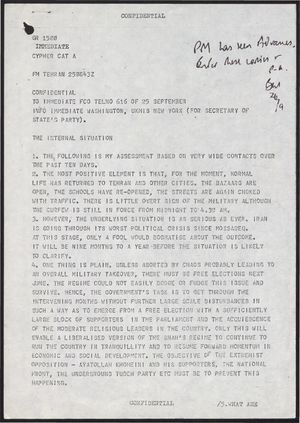 CONFIDENTIAL
GR 1500
IMMEDIATE
CYPHER CAT A
PM has seen Advance.
FM TEHRAN 250643Z
CONFIDENTIAL
TO IMMEDIATE FCO TELNO 616 OF 25 SEPTEMBER
INFO IMMEDIATE WASHINGTON, UKMIS NEW YORK (FOR SECRETARY OF
STATE'S PARTY).
THE INTERNAL SITUATION
1. THE FOLLOWING IS MY ASSESSMENT BASED ON VERY WIDE CONTACTS OVER
THE PAST TEN DAYS.
2. THE MOST POSITIVE ELEMENT IS THAT, FOR THE MOMENT, NORMAL
LIFE HAS RETURNED TO TEHRAN AND OTHER CITIES. THE BAZAARS ARE
OPEN, THE SCHOOLS HAVE RE-OPENED, THE STREETS ARE AGAIN CHOKED
WITH TRAFFIC. THERE IS LITTLE OVERT SIGN OF THE MILITARY ALTHOUGH
THE CURFEW IS STILL IN FORCE FROM MIDNIGHT TO 4.30 AM.
3. HOWEVER, THE UNDERLYING SITUATION IS AS SERIOUS AS EVER. IRAN
IS GOING THROUGH ITS WORST POLITICAL CRISIS SINCE MOSSADEQ.
AT THIS STAGE, ONLY A FOOL WOULD DOGMATISE ABOUT THE OUTCOME.
IT WILL BE NINE MONTHS TO A YEAR BEFORE THE SITUATION IS LIKELY
TO CLARIFY.
4. ONE THING IS PLAIN. UNLESS ABORTED BY CHAOS PROBABLY LEADING TO
AN OVERALL MILITARY TAKEOVER, THERE MUST BE FREE ELECTIONS NEXT
JUNE. THE REGIME COULD NOT EASILY DODGE OR FUDGE THIS ISSUE AND
SURVIVE. HENCE, THE GOVERNMENT'S TASK IS TO GET THROUGH THE
INTERVENING MONTHS WITHOUT FURTHER LARGE SCALE DISTURBANCES IN
SUCH A WAY AS TO EMERGE FROM A FREE ELECTION WITH A SUFFICIENTLY
LARGE BLOCK OF SUPPORTERS IN THE PARLIAMENT AND THE ACQUIESCENCE
OF THE MODERATE RELIGIOUS LEADERS IN THE COUNTRY. ONLY THIS WILL
ENABLE A LIBERALISED VERSION OF THE SHAH'S REGIME TO CONTINUE TO
RUN THE COUNTRY IN TRANQUILLITY AND TO RESUME FORWARD MOMENTUM IN
ECONOMIC AND SOCIAL DEVELOPMENT. THE OBJECTIVE OF THE EXTREMIST
OPPOSITION - AYATOLLAH KHOMEINI AND HIS SUPPORTERS, THE NATIONAL
FRONT, THE UNDERGROUND TUDEH PARTY ETC MUST BE TO PREVENT THIS
HAPPENING.
CONFIDENTIAL
/5. WHAT ARE